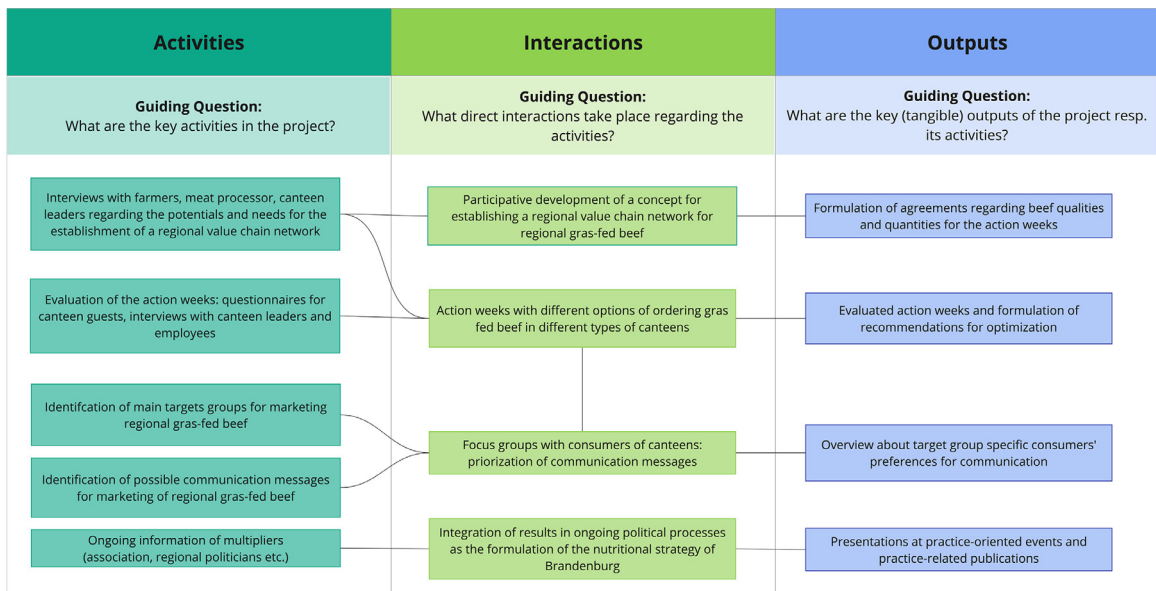 Activities
Interactions
Outputs
Guiding Question:
What are the key activities in the project?
Guiding Question:
What direct interactions take place regarding the
activities?
Guiding Question:
What are the key (tangible) outputs of the project resp.
its activities?
Interviews with farmers, meat processor, canteen
leaders regarding the potentials and needs for the
establishment of a regional value chain network
Participative development of a concept for
establishing a regional value chain network for
regional gras-fed beef
Formulation of agreements regarding beef qualities
and quantities for the action weeks
Evaluation of the action weeks: questionnaires for
canteen guests, interviews with canteen leaders and
employees
Action weeks with different options of ordering gras
fed beef in different types of canteens
Evaluated action weeks and formulation of
recommendations for optimization
Identifcation of main targets groups for marketing
regional gras-fed beef
Identification of possible communication messages
for marketing of regional gras-fed beef
Focus groups with consumers of canteens:
priorization of communication messages
Overview about target group specific consumers'
preferences for communication
Ongoing information of multipliers
(association, regional politicians etc.)
Integration of results in ongoing political processes
as the formulation of the nutritional strategy of
Brandenburg
Presentations at practice-oriented events and
practice-related publications